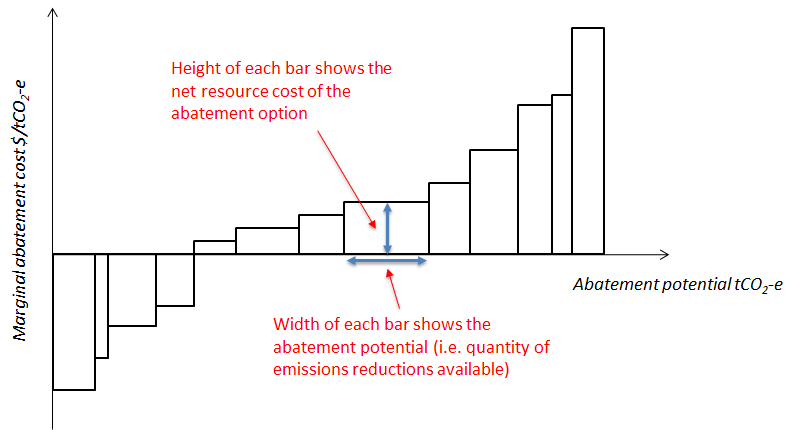 Marginal abatement cost $/tCO₂-e
Height of each bar shows the
net resource cost of the
abatement option
Abatement potential tCO₂-e
Width of each bar shows the
abatement potential (i.e. quantity of
emissions reductions available)